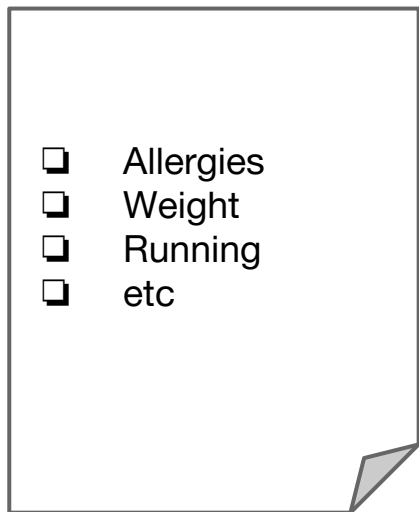 ❏ Allergies
❏ Weight
❏ Running
❏ etc